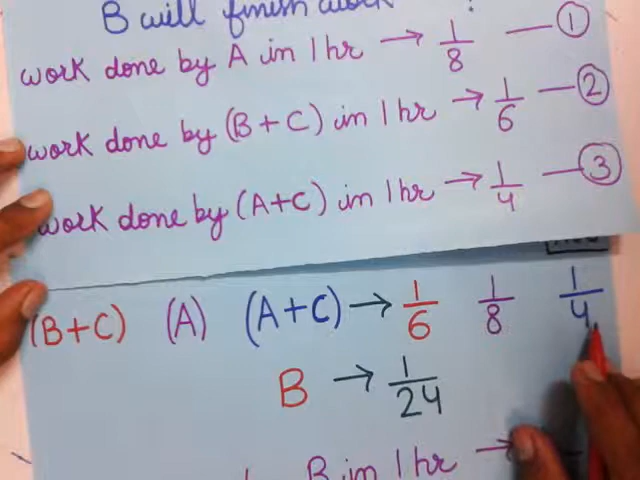 B will finish work ?
work done by A in 1 hr → 1/8 — ①
work done by (B+C) in 1 hr → 1/6 — ②
work done by (A+C) in 1 hr → 1/4 — ③
(B+C) (A) (A+C) → 1/6 1/8 1/4
B → 1/24
B in 1 hr →